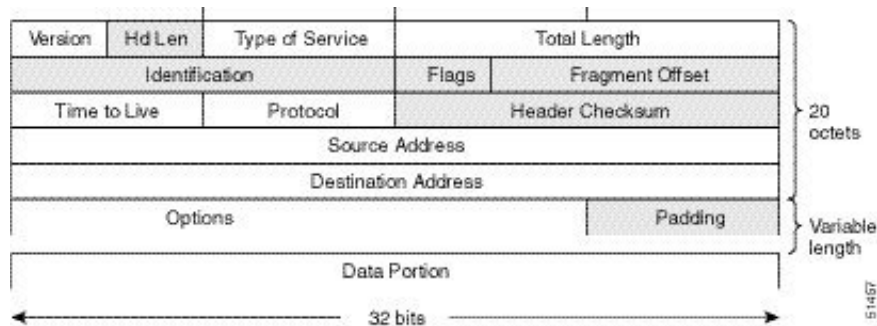 Version Hd Len Type of Service Total Length
Identification Flags Fragment Offset
Time to Live Protocol Header Checksum
Source Address
Destination Address
20
octets
Options Padding
Variable
length
Data Portion
32 bits
51457